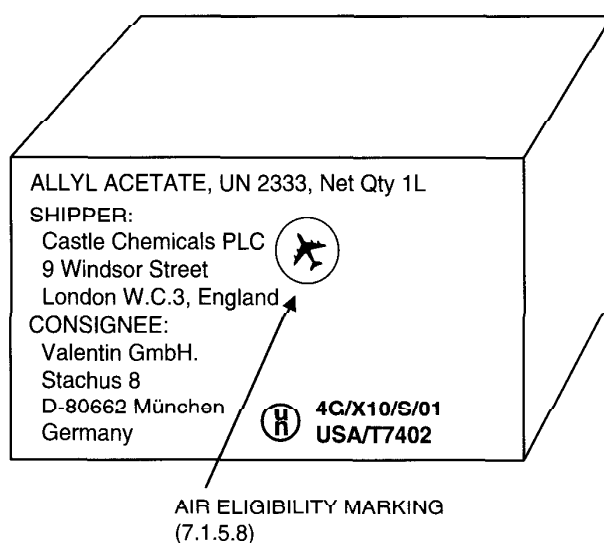 ALLYL ACETATE, UN 2333, Net Qty 1L
SHIPPER:
Castle Chemicals PLC
9 Windsor Street
London W.C.3, England
CONSIGNEE:
Valentin GmbH.
Stachus 8
D-80662 München
Germany
un
4G/X10/S/01
USA/T7402
AIR ELIGIBILITY MARKING
(7.1.5.8)